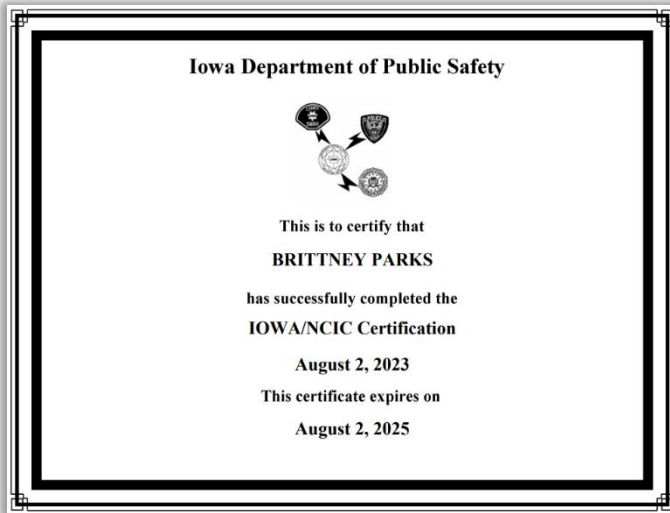 Iowa Department of Public Safety
This is to certify that
BRITTNEY PARKS
has successfully completed the
IOWA/NCIC Certification
August 2, 2023
This certificate expires on
August 2, 2025